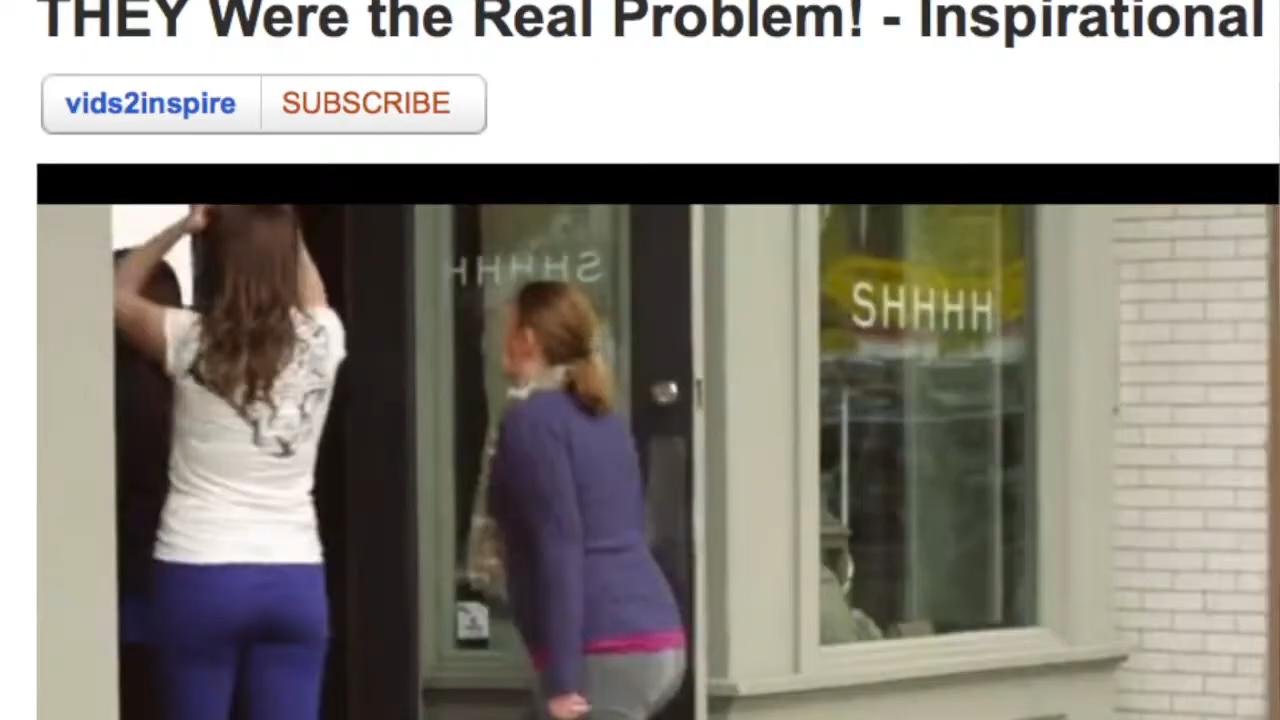 THEY Were the Real Problem! - Inspirational
vids2inspire SUBSCRIBE
SHHHH
SHHHH